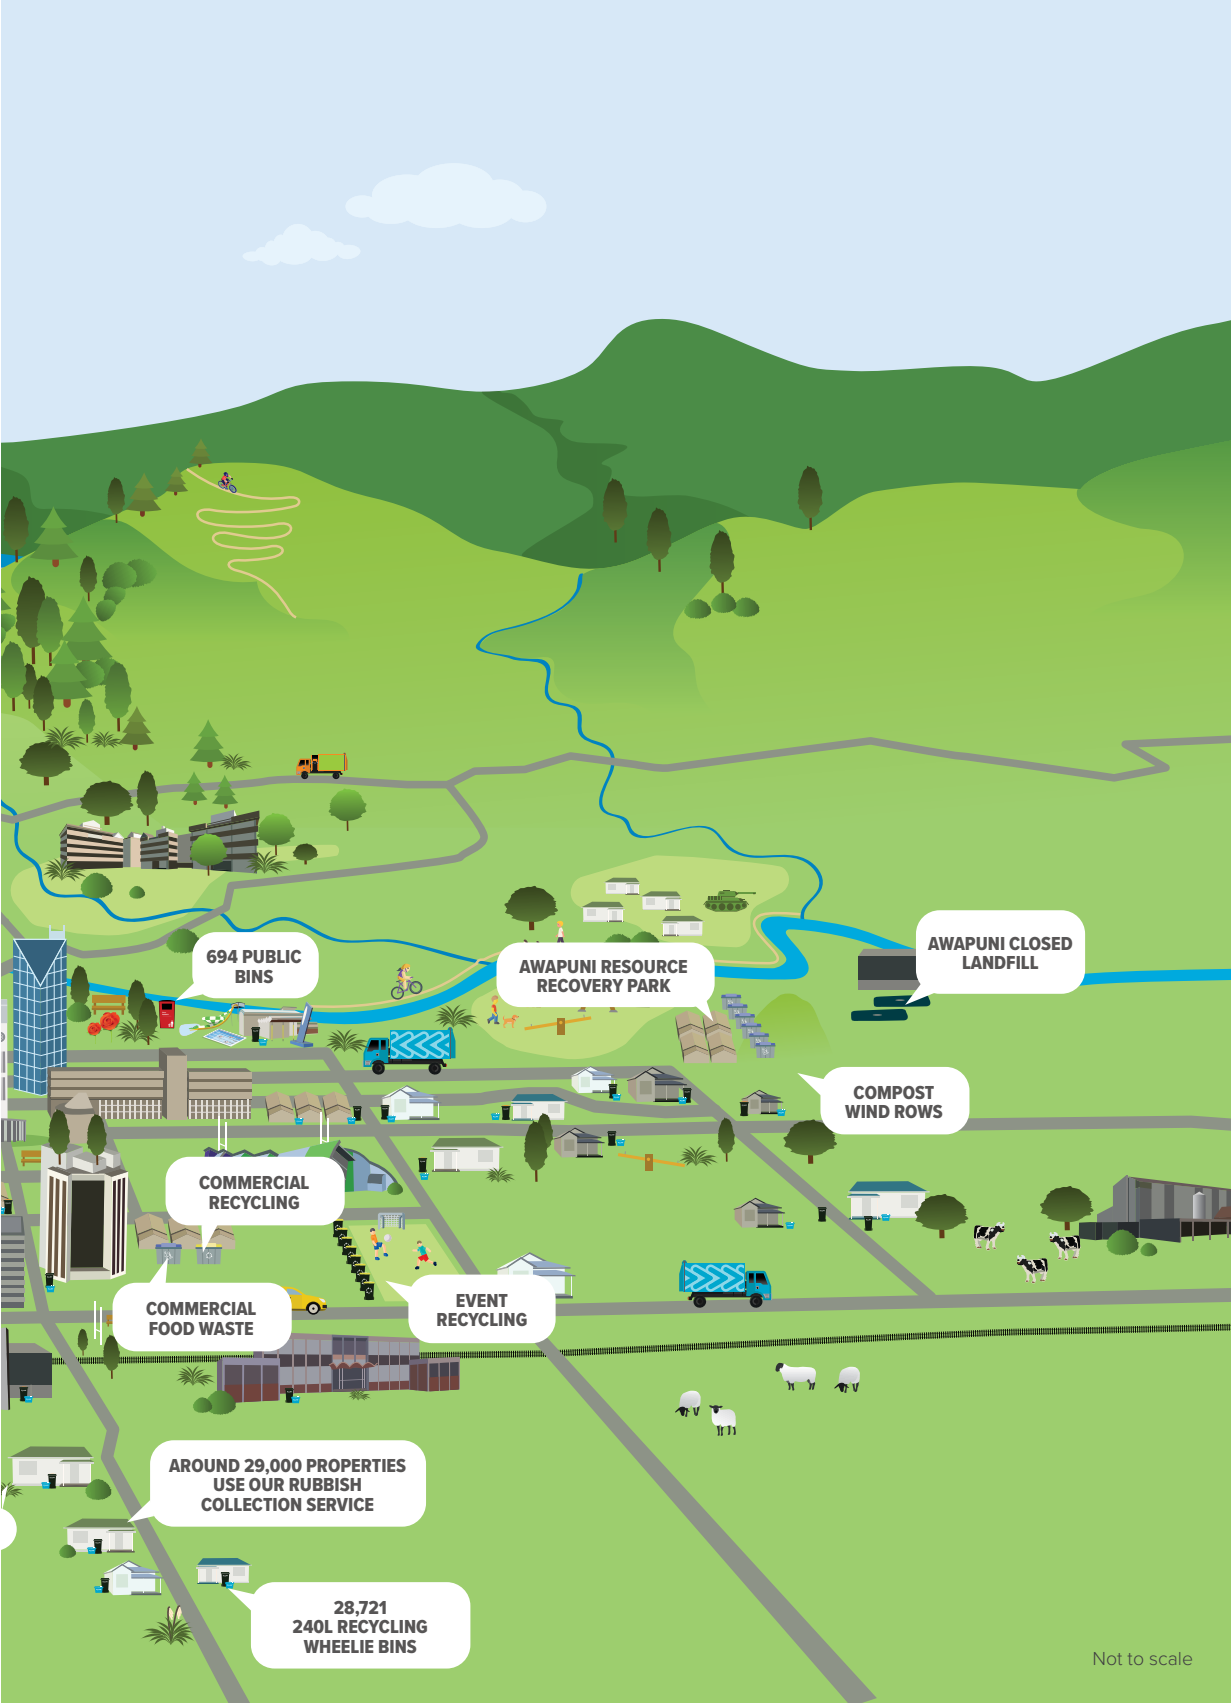 AWAPUNI CLOSED
LANDFILL
694 PUBLIC
BINS
AWAPUNI RESOURCE
RECOVERY PARK
COMPOST
WIND ROWS
COMMERCIAL
RECYCLING
COMMERCIAL
FOOD WASTE
EVENT
RECYCLING
AROUND 29,000 PROPERTIES
USE OUR RUBBISH
COLLECTION SERVICE
28,721
240L RECYCLING
WHEELIE BINS
Not to scale